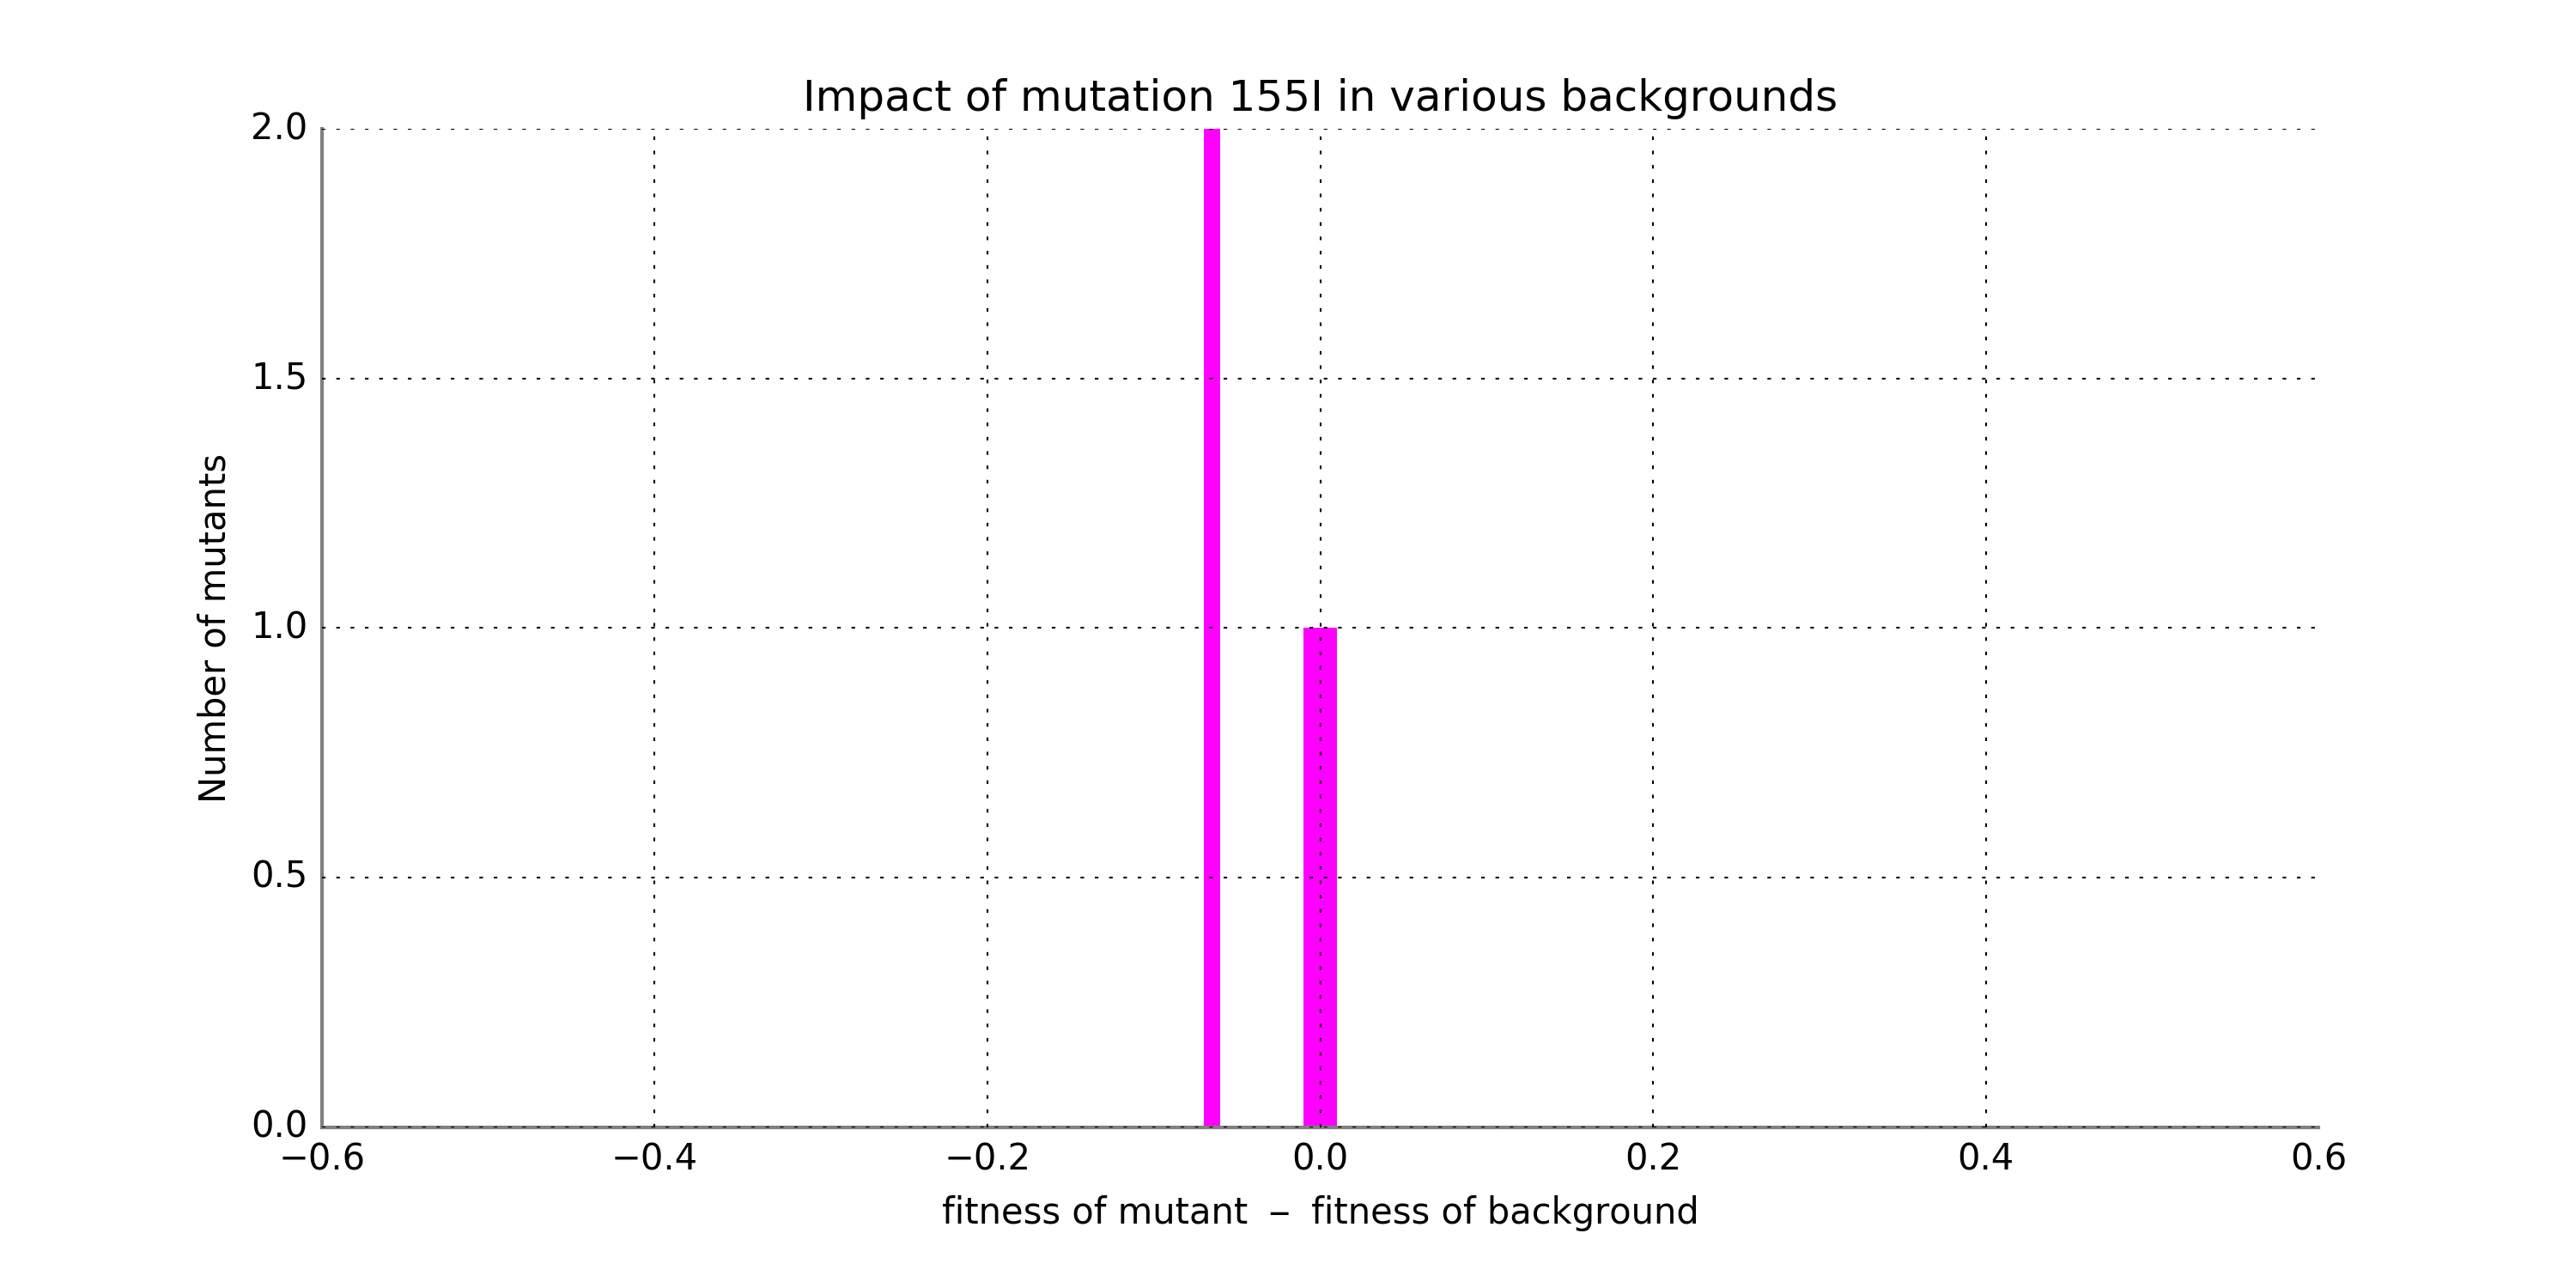 Impact of mutation 155I in various backgrounds
2.0
1.5
1.0
0.5
0.0
Number of mutants
−0.6 −0.4 −0.2 0.0 0.2 0.4 0.6
fitness of mutant − fitness of background